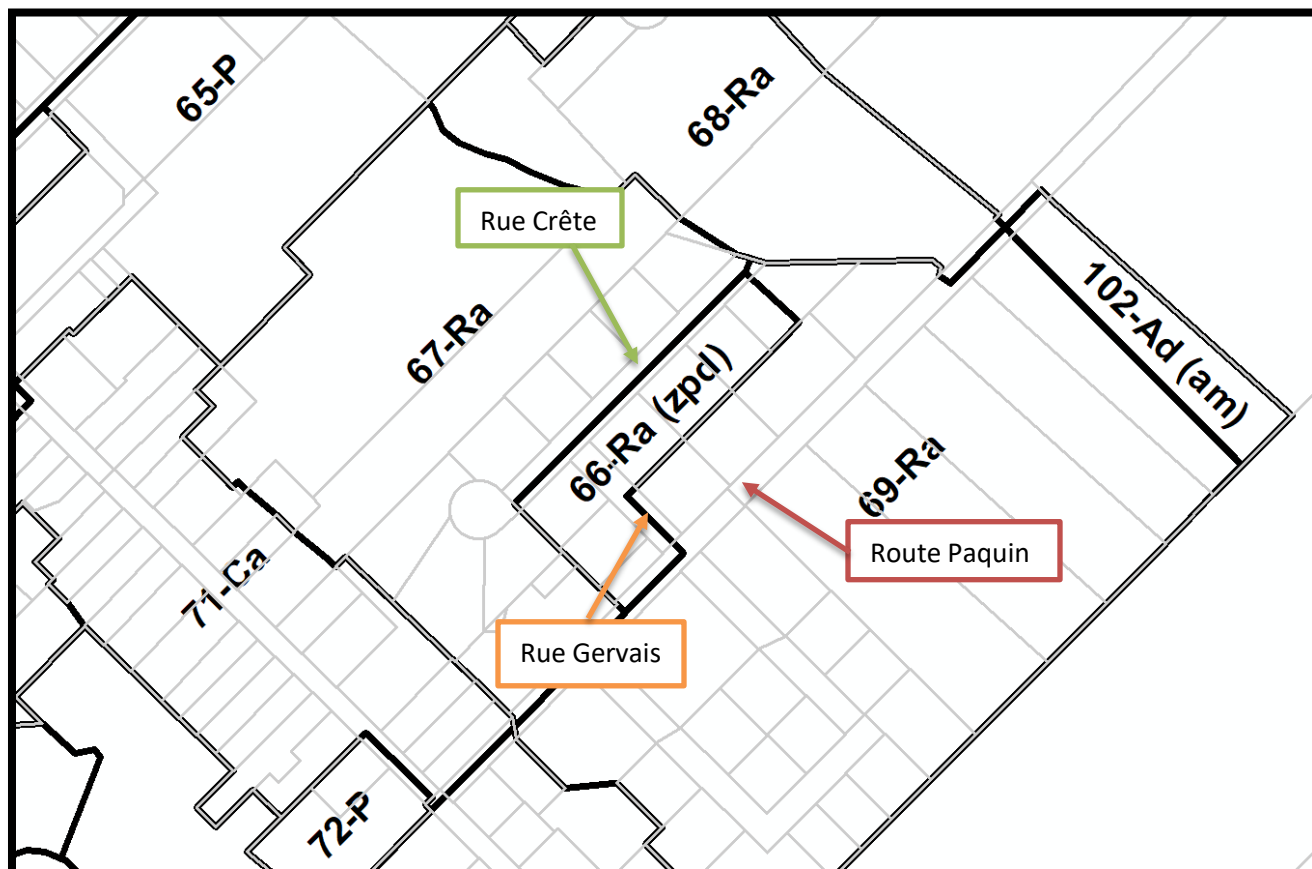 65-P
68-Ra
Rue Crête
67-Ra
102-Ad (am)
66-Ra (zpd)
69-Ra
Route Paquin
71-Ca
Rue Gervais
72-P